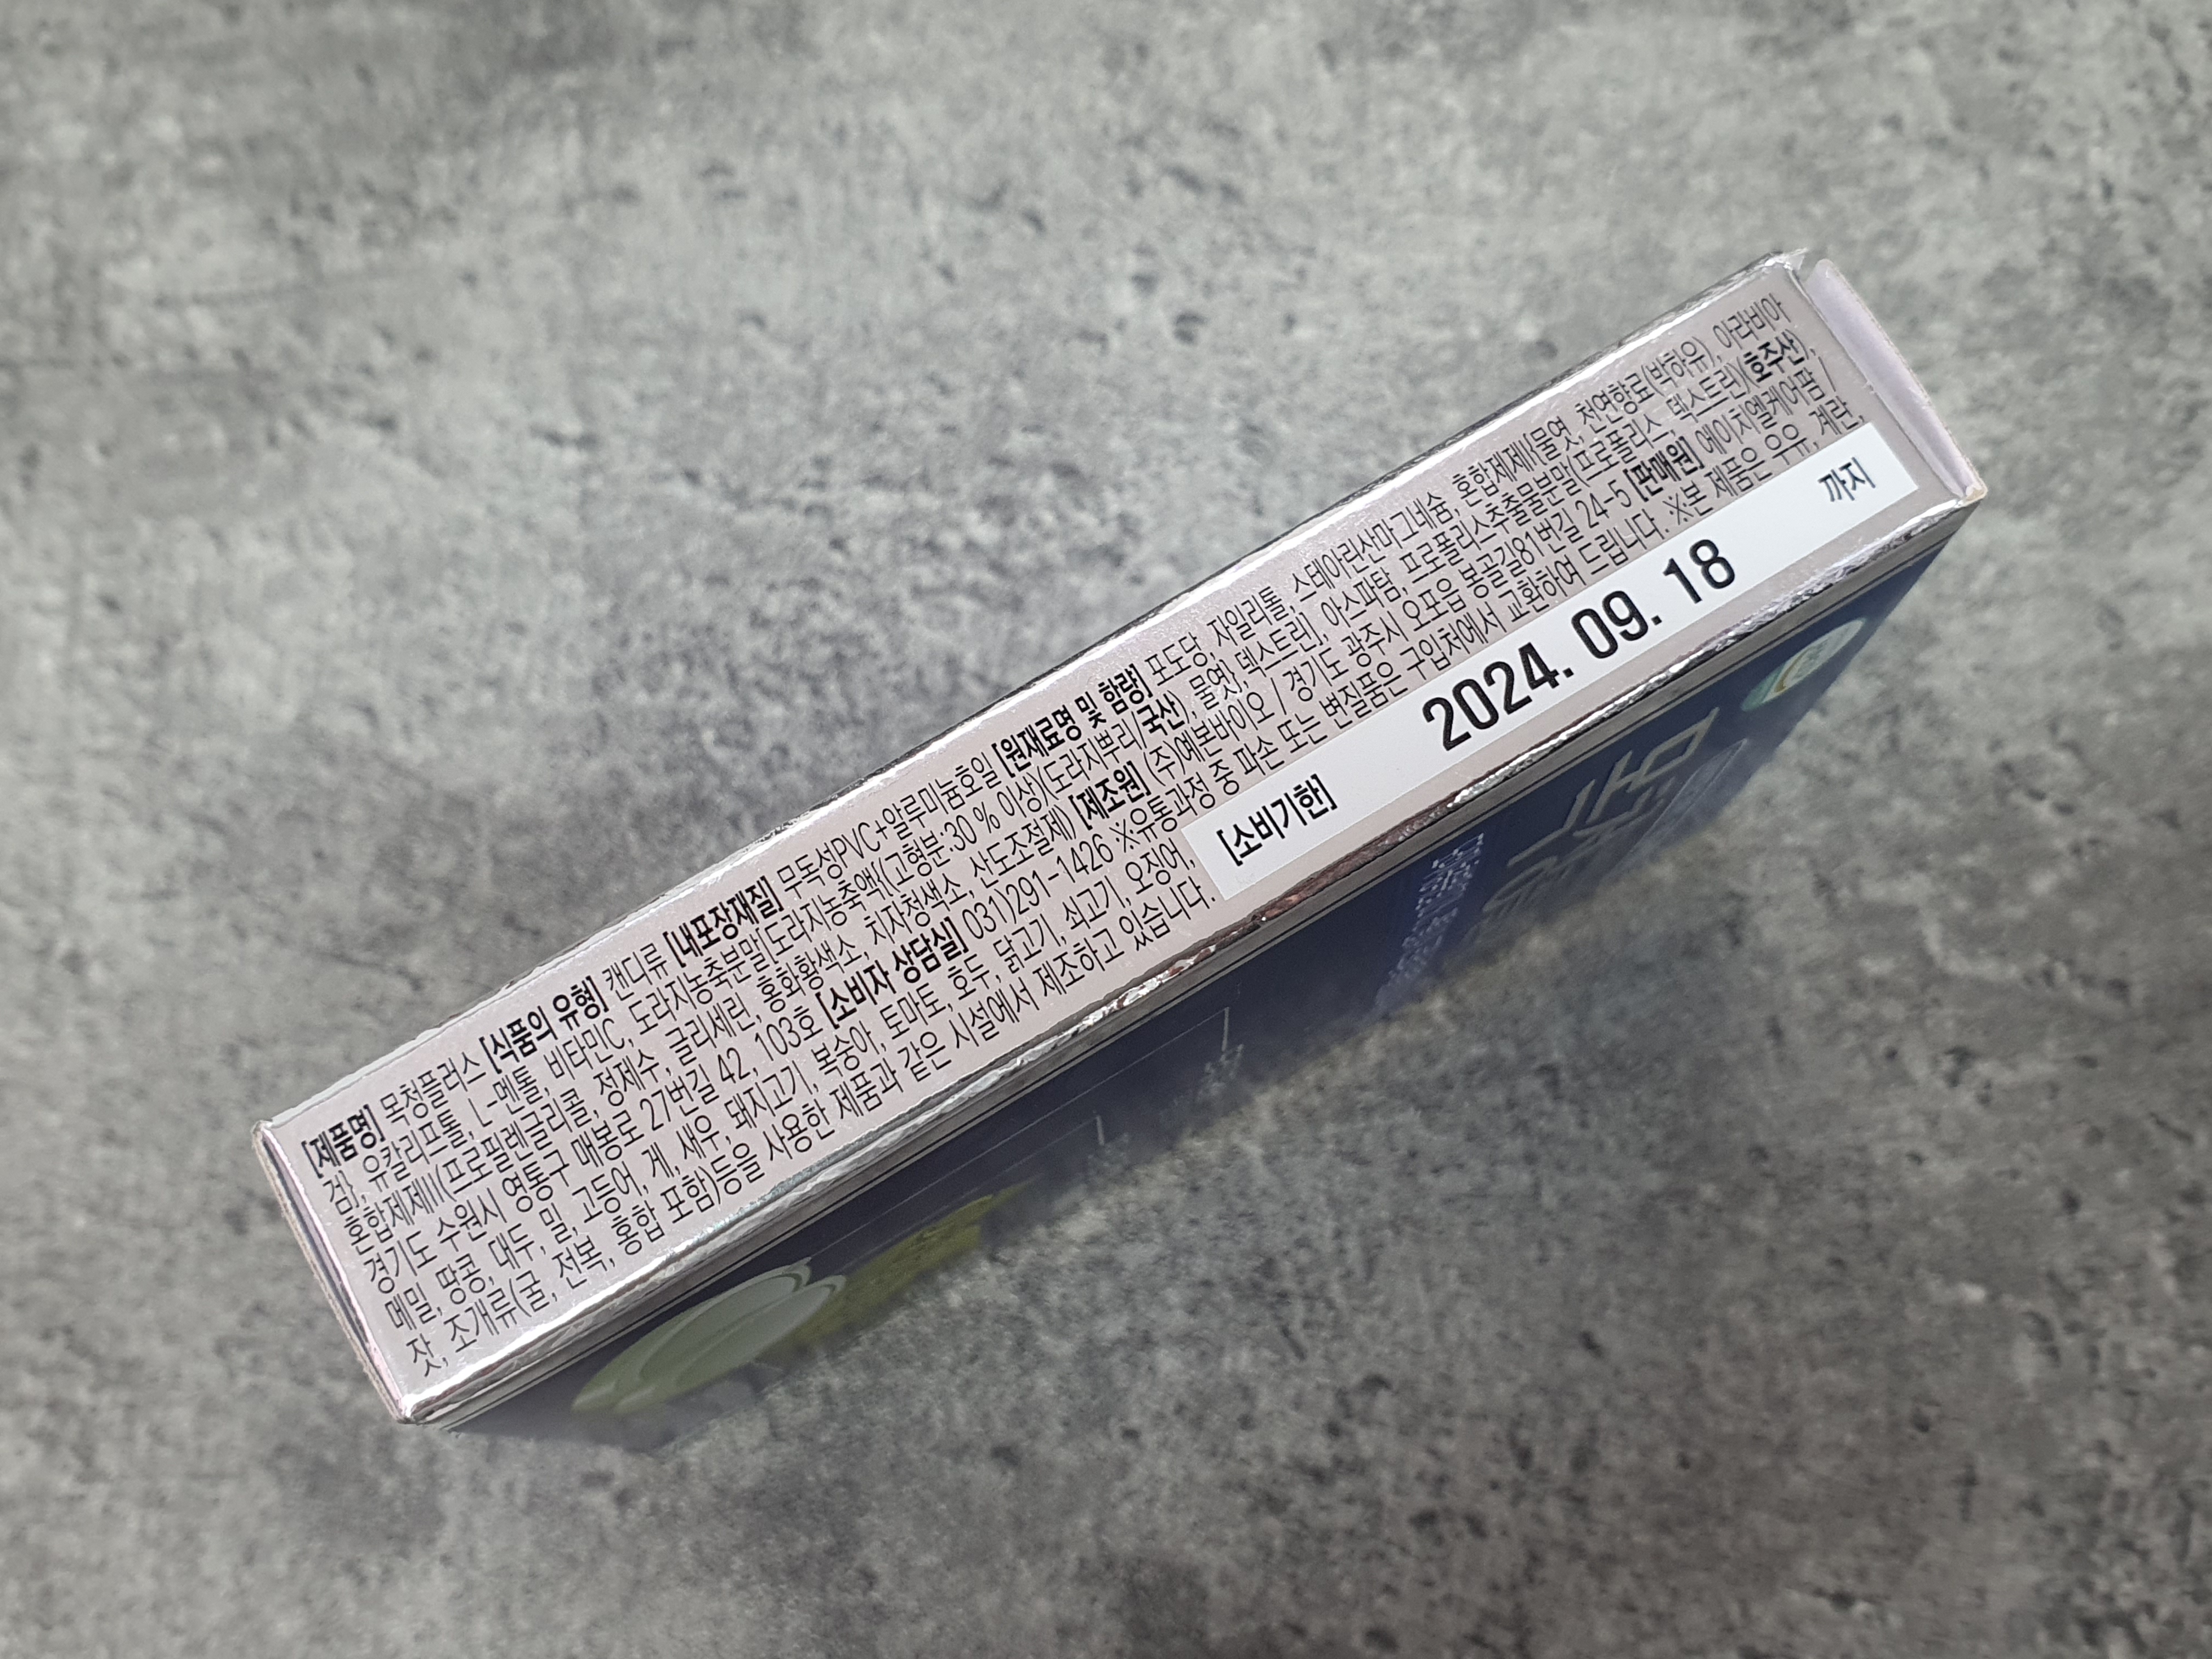 [제품명] 목청플러스 [식품의 유형] 캔디류 [내포장재질] 무독성PVC+알루미늄호일 [원재료명 및 함량] 포도당, 자일리톨, 스테아린산마그네슘, 혼합제제{물엿, 천연향료(박하유), 아라비아
검}, 유칼리프톨, L-멘톨, 비타민C, 도라지농축분말[도라지농축액{(고형분:30 % 이상)(도라지뿌리/국산), 물엿}, 덱스트린], 아스파탐, 프로폴리스추출물분말(프로폴리스, 덱스트린)(호주산),
혼합제제II(프로필렌글리콜, 정제수, 글리세린, 홍화황색소, 치자청색소, 산도조절제) [제조원] (주)예본바이오 / 경기도 광주시 오포읍 봉골길81번길 24-5 [판매원] 에이치엘케어팜 /
경기도 수원시 영통구 매봉로 27번길 42, 103호 [소비자 상담실] 031)291-1426 ※유통과정 중 파손 또는 변질품은 구입처에서 교환하여 드립니다. ※본 제품은 우유, 계란,
메밀, 땅콩, 대두, 밀, 고등어, 게, 새우, 돼지고기, 복숭아, 토마토, 호두, 닭고기, 쇠고기, 오징어,
잣, 조개류(굴, 전복, 홍합 포함)등을 사용한 제품과 같은 시설에서 제조하고 있습니다.
[소비기한] 2024. 09. 18 까지